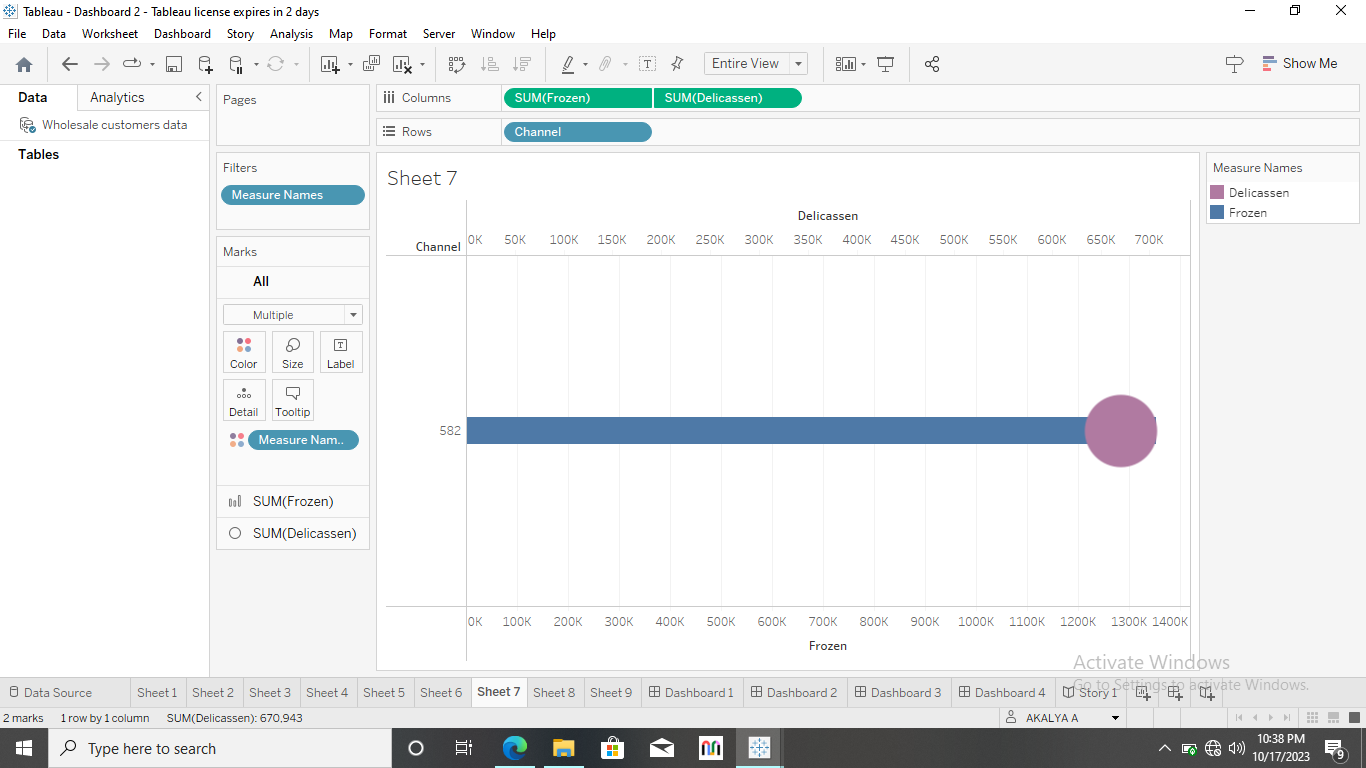 Tableau - Dashboard 2 - Tableau license expires in 2 days
File Data Worksheet Dashboard Story Analysis Map Format Server Window Help
Entire View
Show Me
Data Analytics
Pages
Columns SUM(Frozen) SUM(Delicassen)
Wholesale customers data
Rows Channel
Tables
Filters
Measure Names
Sheet 7
Measure Names
Delicassen
Frozen
Marks
All
Multiple
Color Size Label
Detail Tooltip
Measure Nam..
SUM(Frozen)
SUM(Delicassen)
Delicassen
Channel
0K 50K 100K 150K 200K 250K 300K 350K 400K 450K 500K 550K 600K 650K 700K
582
0K 100K 200K 300K 400K 500K 600K 700K 800K 900K 1000K 1100K 1200K 1300K 1400K
Frozen
Activate Windows
Go to Settings to activate Windows.
Data Source Sheet 1 Sheet 2 Sheet 3 Sheet 4 Sheet 5 Sheet 6 Sheet 7 Sheet 8 Sheet 9 Dashboard 1 Dashboard 2 Dashboard 3 Dashboard 4 Story 1
2 marks 1 row by 1 column SUM(Delicassen): 670,943
AKALYA A
Type here to search
10:38 PM
10/17/2023
9